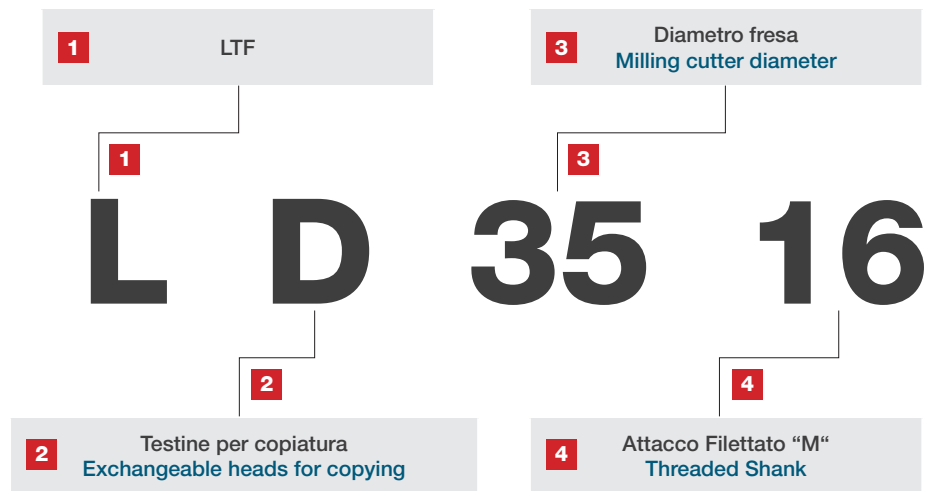 1 LTF
3 Diametro fresa
Milling cutter diameter
1
3
L D 35 16
2
4
2 Testine per copiatura
Exchangeable heads for copying
4 Attacco Filettato “M“
Threaded Shank